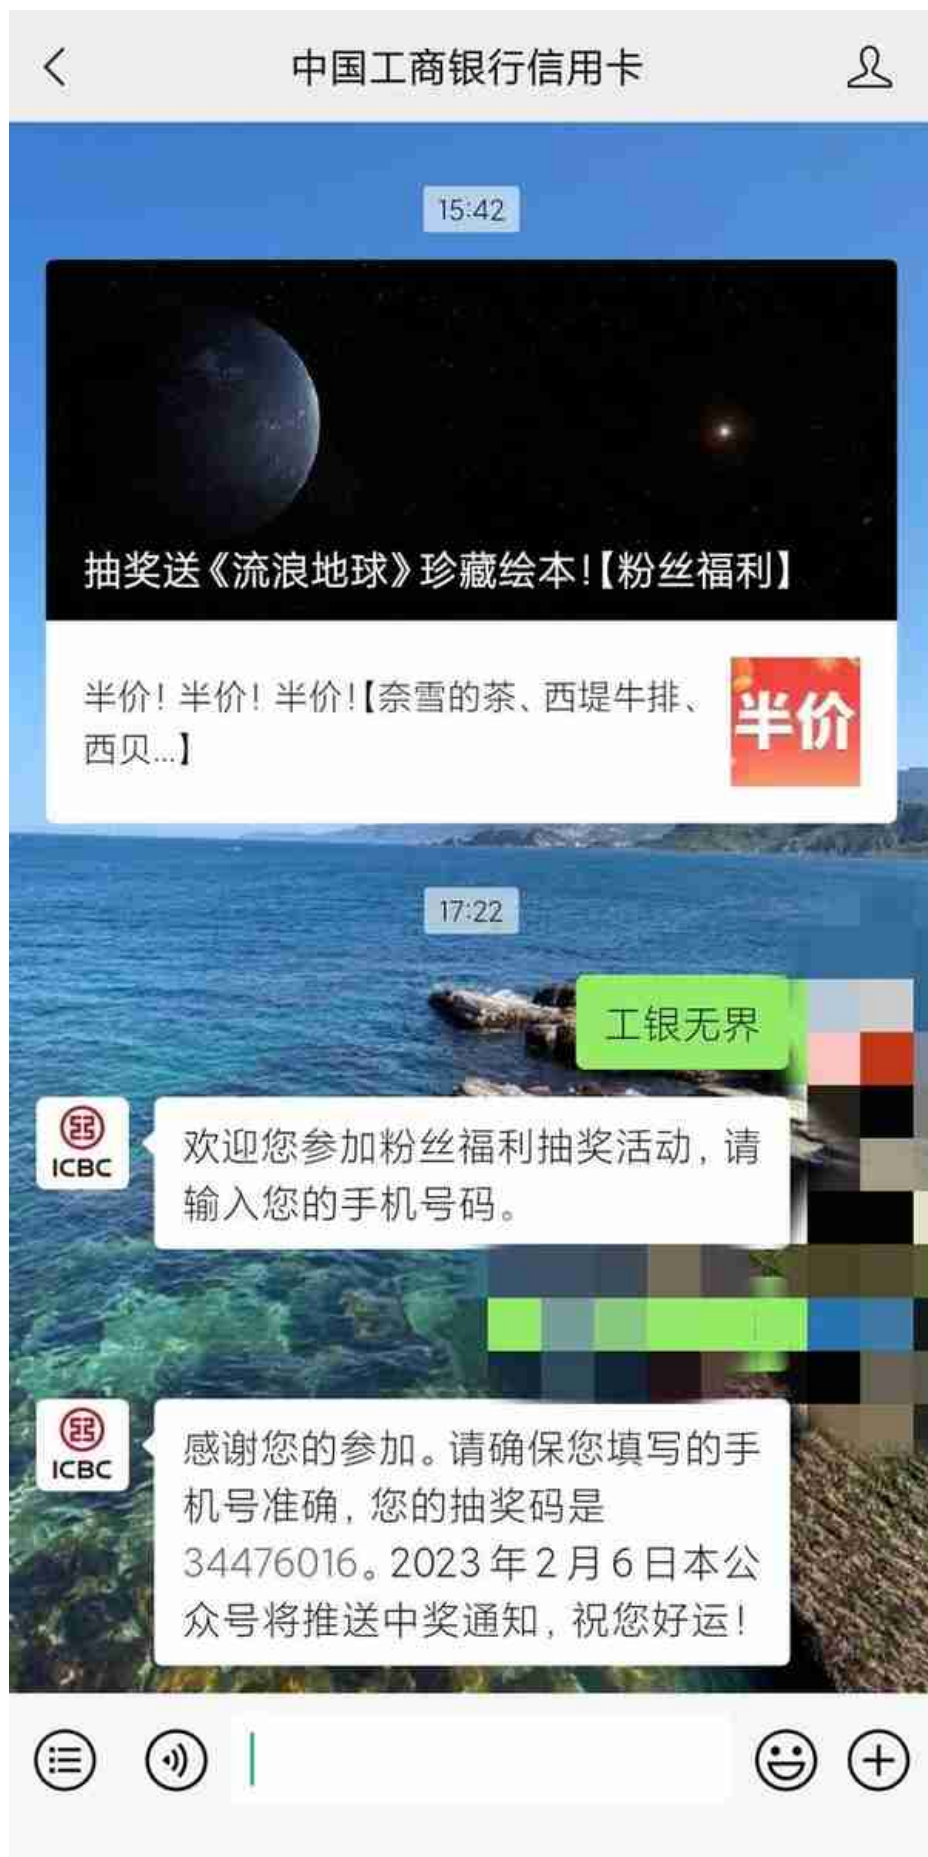 中国工商银行信用卡
15:42
抽奖送《流浪地球》珍藏绘本!【粉丝福利】
半价！半价！半价!【奈雪的茶、西堤牛排、
西贝...】
半价
17:22
工银无界
ICBC
欢迎您参加粉丝福利抽奖活动，请
输入您的手机号码。
ICBC
感谢您的参加。请确保您填写的手
机号准确，您的抽奖码是
34476016。2023年2月6日本公
众号将推送中奖通知，祝您好运！